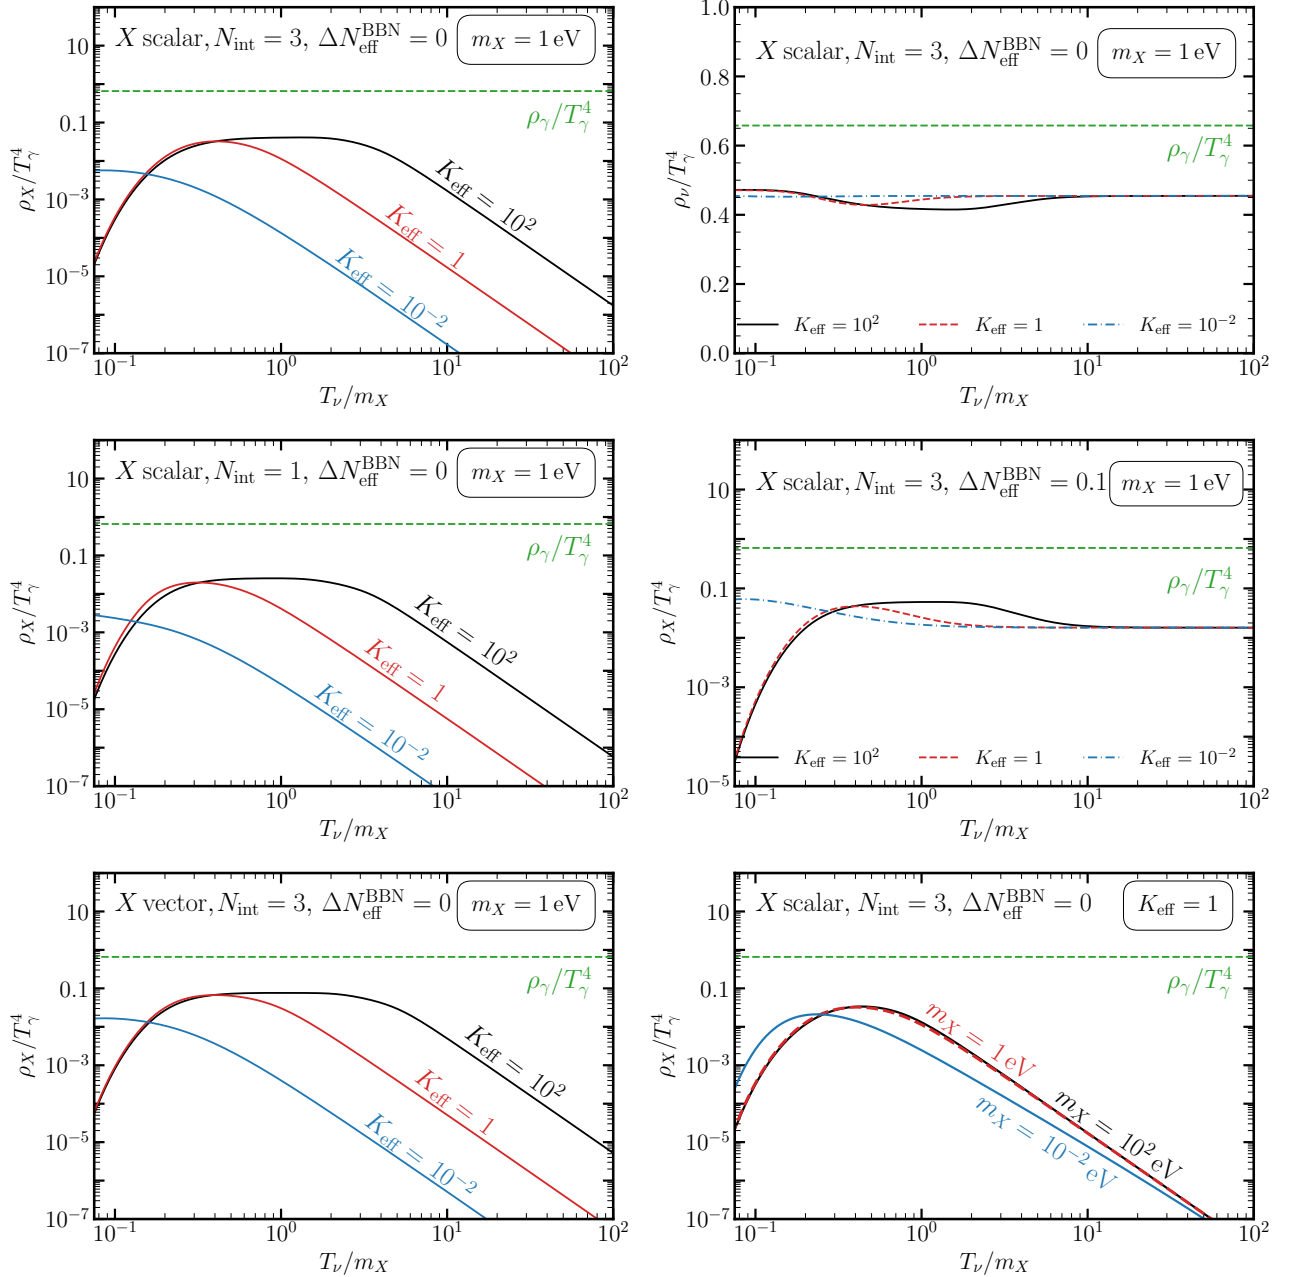 X scalar, N_int = 3, ΔN_eff^BBN = 0
m_X = 1 eV
ρ_γ/T_γ^4
K_eff = 10^2
K_eff = 1
K_eff = 10^−2
10
0.1
10^−3
10^−5
10^−7
ρ_X/T_γ^4
10^−1
10^0
10^1
10^2
T_ν/m_X
X scalar, N_int = 3, ΔN_eff^BBN = 0
m_X = 1 eV
ρ_γ/T_γ^4
1.0
0.8
0.6
0.4
0.2
0.0
ρ_ν/T_γ^4
K_eff = 10^2
K_eff = 1
K_eff = 10^−2
10^−1
10^0
10^1
10^2
T_ν/m_X
X scalar, N_int = 1, ΔN_eff^BBN = 0
m_X = 1 eV
ρ_γ/T_γ^4
K_eff = 10^2
K_eff = 1
K_eff = 10^−2
10
0.1
10^−3
10^−5
10^−7
ρ_X/T_γ^4
10^−1
10^0
10^1
10^2
T_ν/m_X
X scalar, N_int = 3, ΔN_eff^BBN = 0.1
m_X = 1 eV
ρ_γ/T_γ^4
10
0.1
10^−3
10^−5
ρ_X/T_γ^4
K_eff = 10^2
K_eff = 1
K_eff = 10^−2
10^−1
10^0
10^1
10^2
T_ν/m_X
X vector, N_int = 3, ΔN_eff^BBN = 0
m_X = 1 eV
ρ_γ/T_γ^4
K_eff = 10^2
K_eff = 1
K_eff = 10^−2
10
0.1
10^−3
10^−5
10^−7
ρ_X/T_γ^4
10^−1
10^0
10^1
10^2
T_ν/m_X
X scalar, N_int = 3, ΔN_eff^BBN = 0
K_eff = 1
ρ_γ/T_γ^4
m_X = 1 eV
m_X = 10^2 eV
m_X = 10^−2 eV
10
0.1
10^−3
10^−5
10^−7
ρ_X/T_γ^4
10^−1
10^0
10^1
10^2
T_ν/m_X